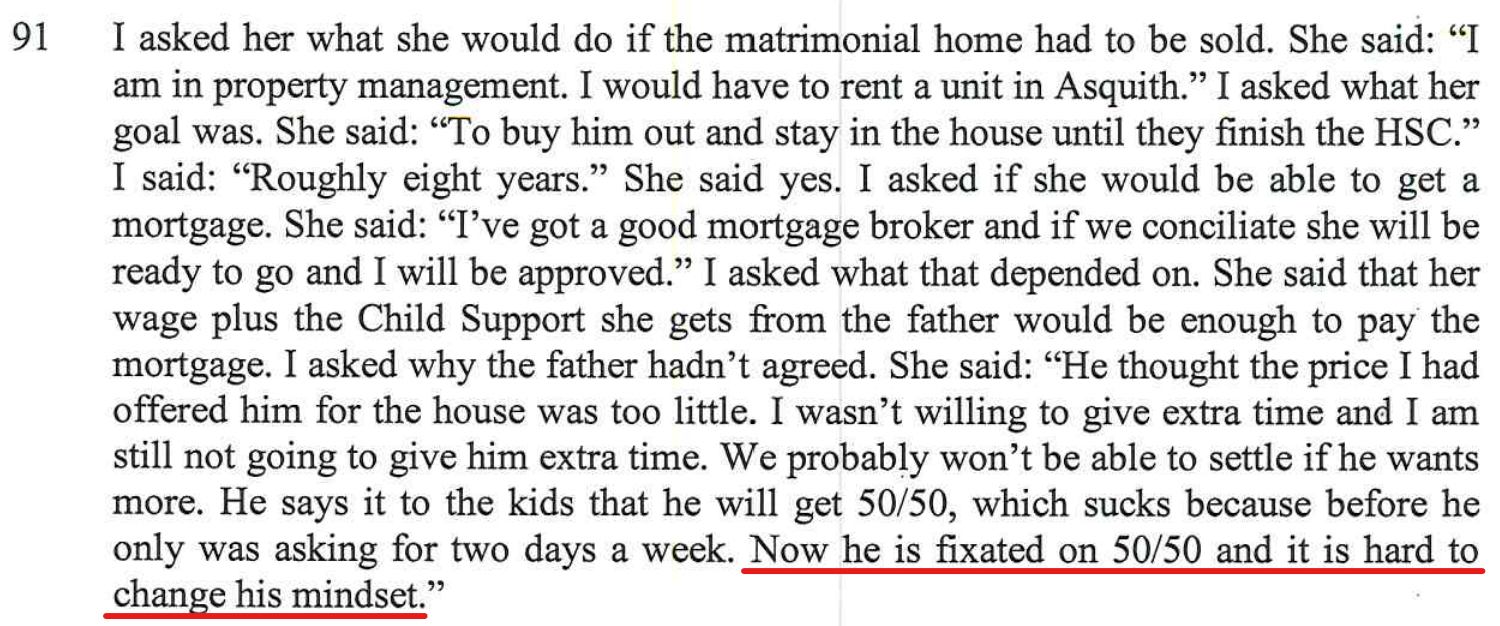 91 I asked her what she would do if the matrimonial home had to be sold. She said: “I
am in property management. I would have to rent a unit in Asquith.” I asked what her
goal was. She said: “To buy him out and stay in the house until they finish the HSC.”
I said: “Roughly eight years.” She said yes. I asked if she would be able to get a
mortgage. She said: “I’ve got a good mortgage broker and if we conciliate she will be
ready to go and I will be approved.” I asked what that depended on. She said that her
wage plus the Child Support she gets from the father would be enough to pay the
mortgage. I asked why the father hadn’t agreed. She said: “He thought the price I had
offered him for the house was too little. I wasn’t willing to give extra time and I am
still not going to give him extra time. We probably won’t be able to settle if he wants
more. He says it to the kids that he will get 50/50, which sucks because before he
only was asking for two days a week. Now he is fixated on 50/50 and it is hard to
change his mindset.”